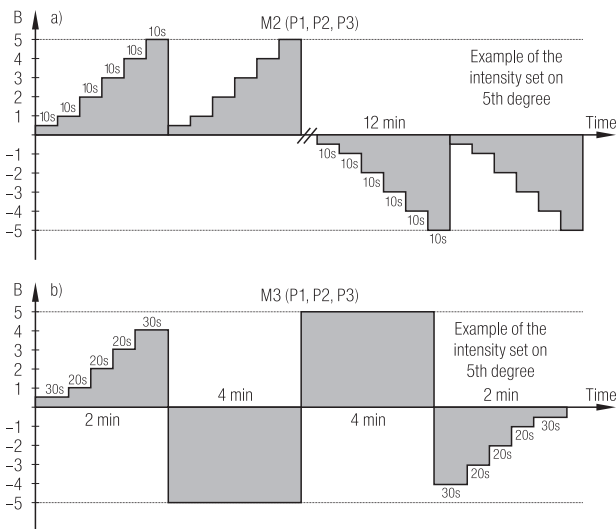 B a) M2 (P1, P2, P3)
5
4
3
2
1
-1
-2
-3
-4
-5
10s 10s 10s 10s 10s 10s
Example of the
intensity set on
5th degree
12 min Time
10s 10s 10s 10s 10s 10s
B b) M3 (P1, P2, P3)
5
4
3
2
1
-1
-2
-3
-4
-5
30s 20s 20s 20s 30s
Example of the
intensity set on
5th degree
4 min 2 min Time
2 min 4 min
30s 20s 20s 20s 30s